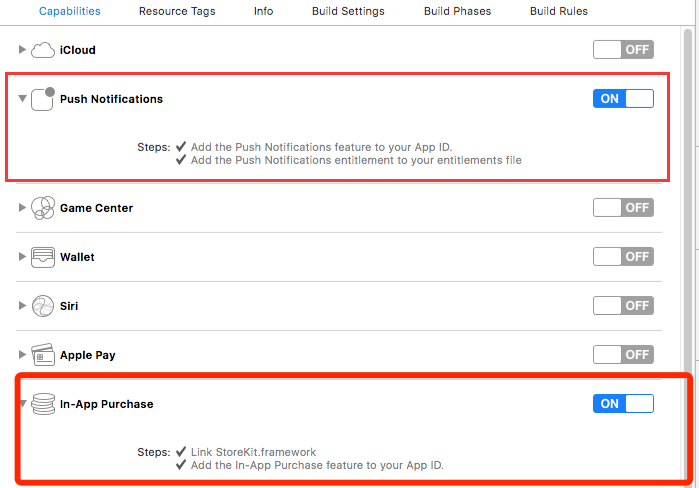 Capabilities Resource Tags Info Build Settings Build Phases Build Rules
iCloud OFF
Push Notifications ON
Steps: ✔ Add the Push Notifications feature to your App ID.
✔ Add the Push Notifications entitlement to your entitlements file
Game Center OFF
Wallet OFF
Siri OFF
Apple Pay OFF
In-App Purchase ON
Steps: ✔ Link StoreKit.framework
✔ Add the In-App Purchase feature to your App ID.